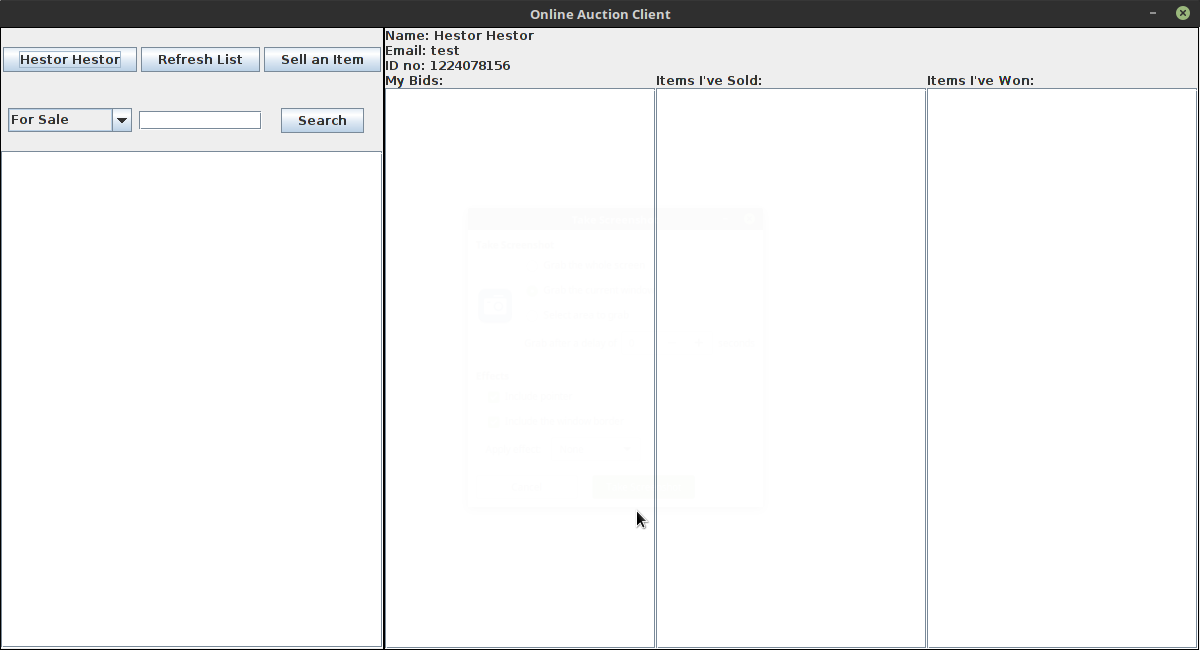 Online Auction Client
Hestor Hestor
Refresh List
Sell an Item
For Sale
Search
Name: Hestor Hestor
Email: test
ID no: 1224078156
My Bids:
Items I've Sold:
Items I've Won: